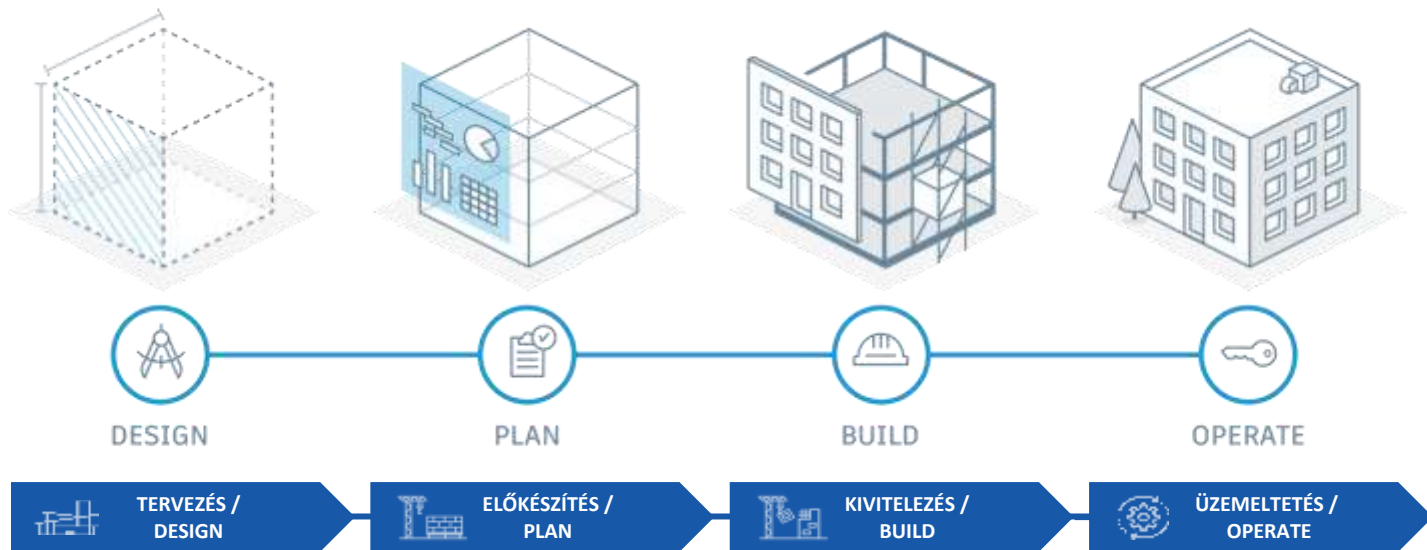 DESIGN
PLAN
BUILD
OPERATE
TERVEZÉS /
DESIGN
ELŐKÉSZÍTÉS /
PLAN
KIVITELEZÉS /
BUILD
ÜZEMELTETÉS /
OPERATE